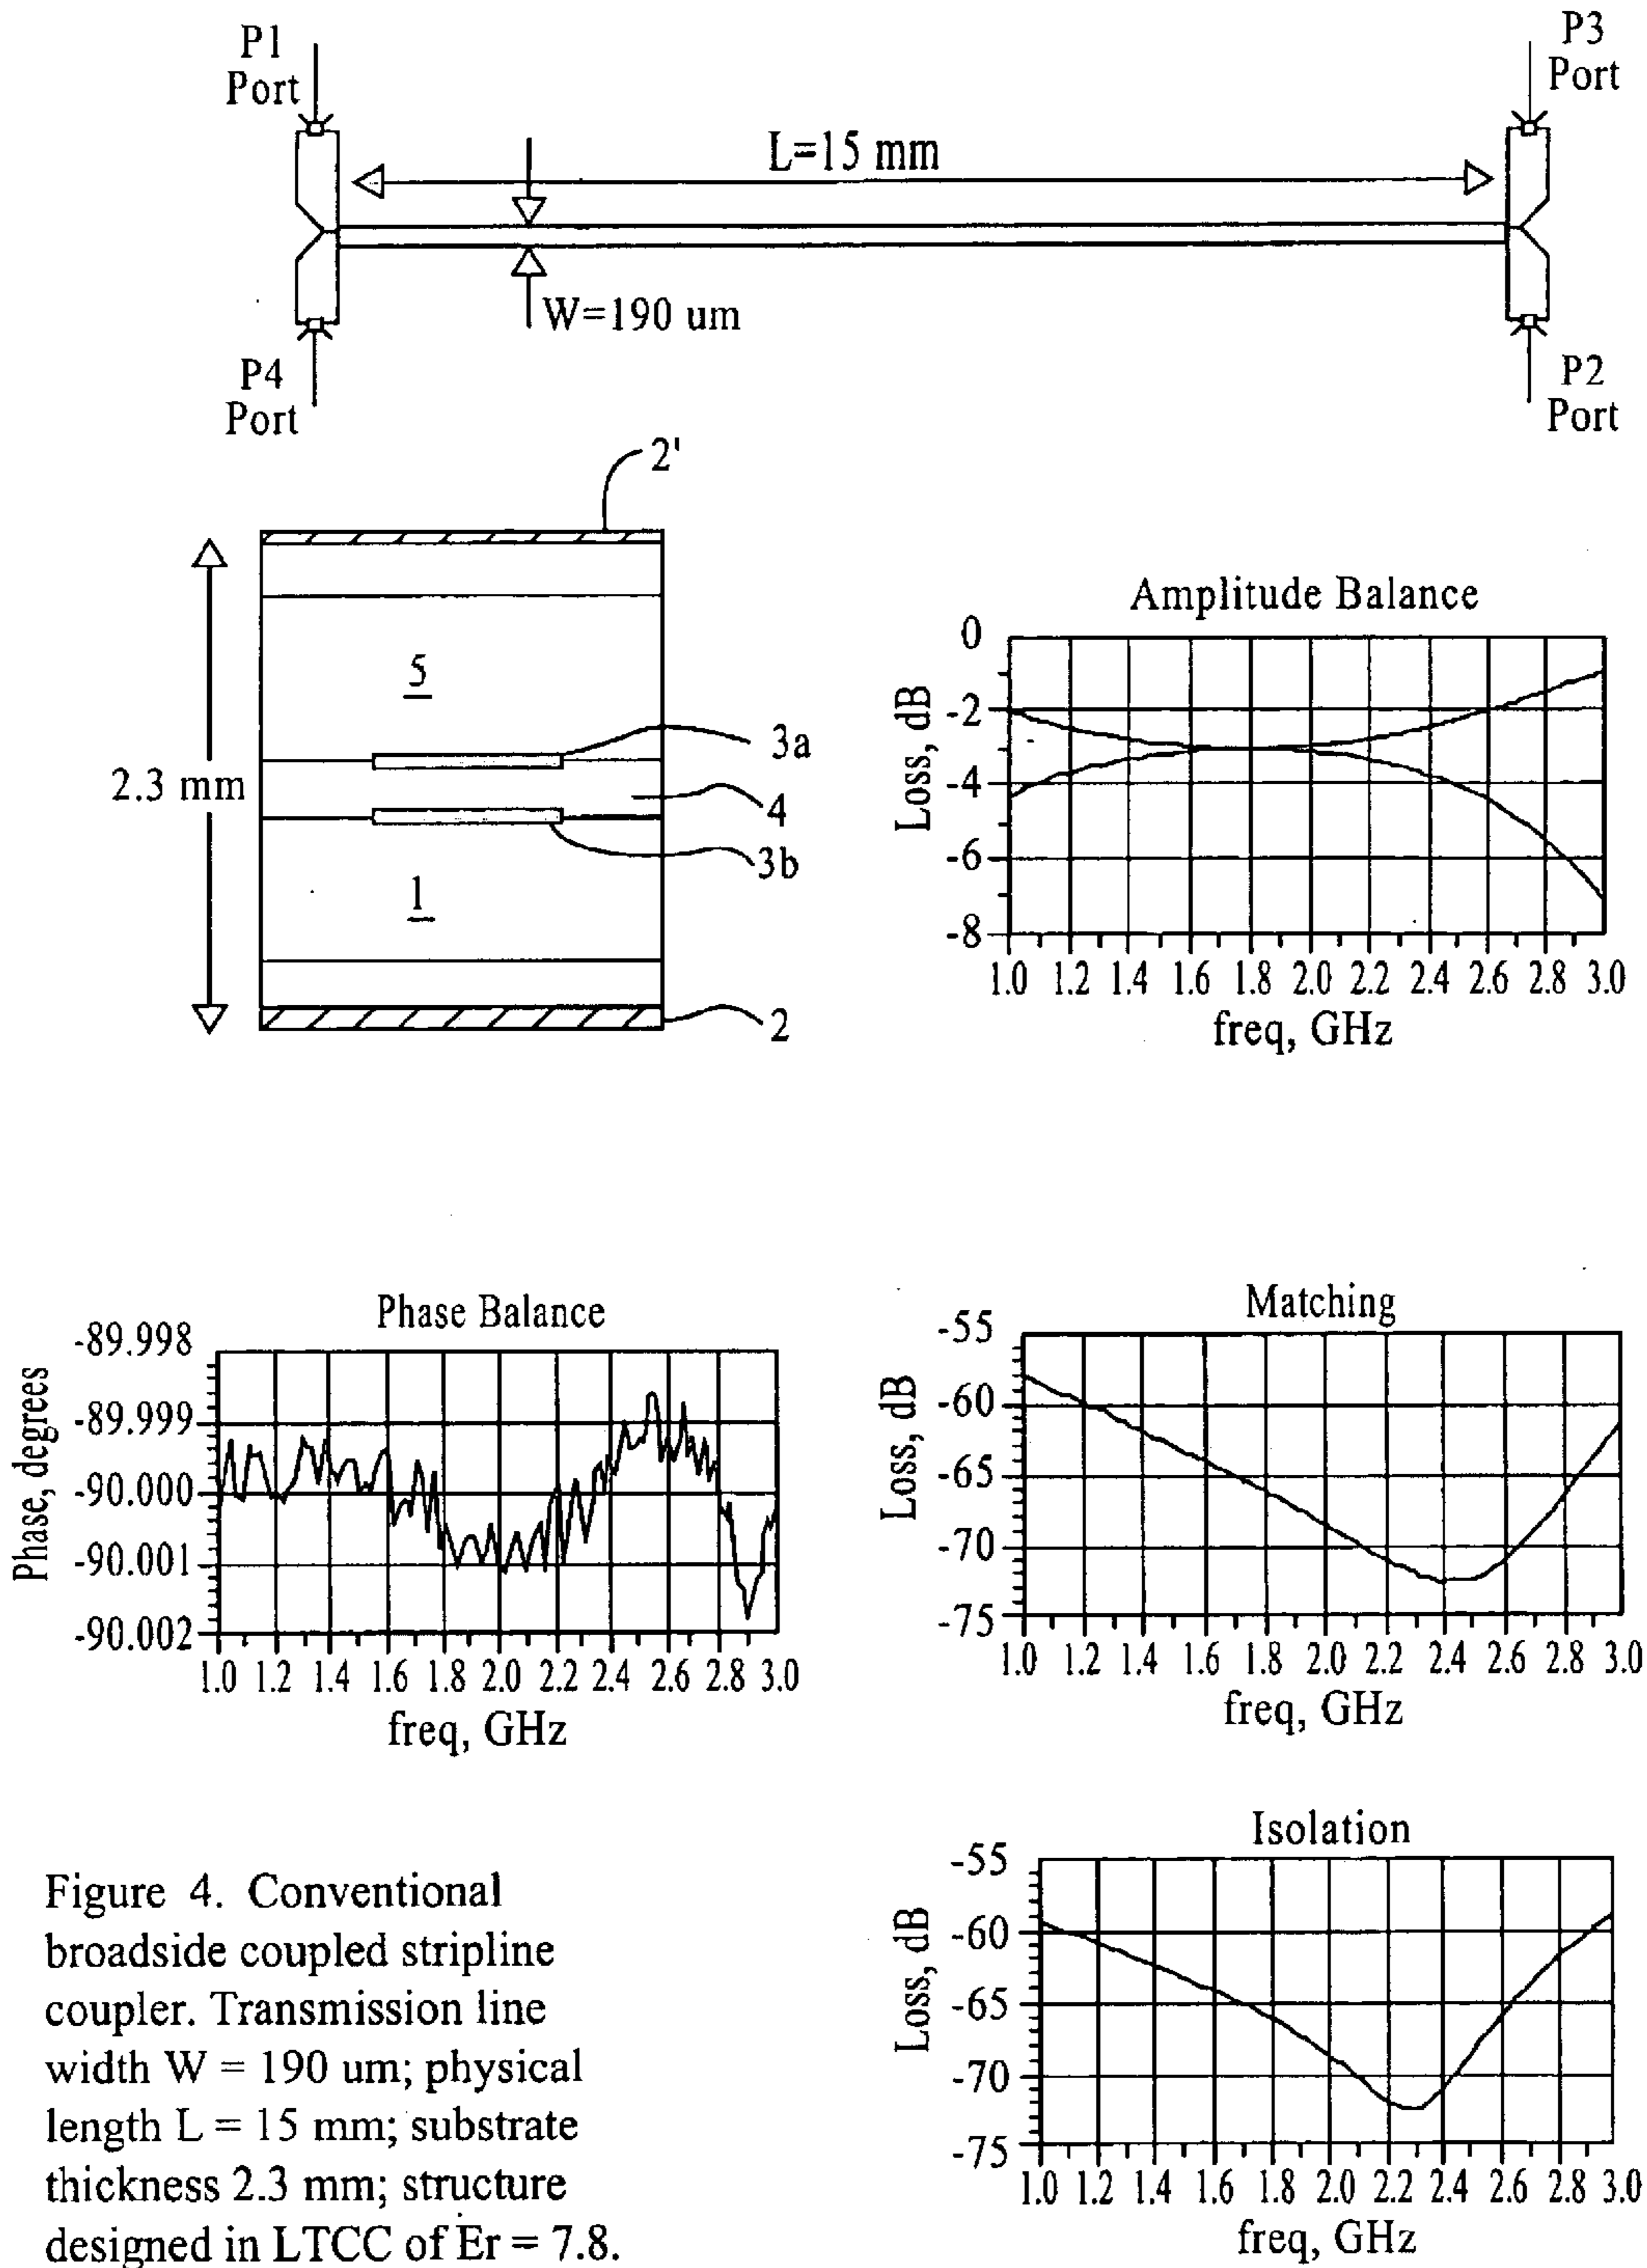 P1
Port
P3
Port
L=15 mm
W=190 um
P4
Port
P2
Port
2'
5
3a
2.3 mm
4
3b
1
2
Amplitude Balance
Loss, dB
0
-2
-4
-6
-8
1.0 1.2 1.4 1.6 1.8 2.0 2.2 2.4 2.6 2.8 3.0
freq, GHz
Phase Balance
Phase, degrees
-89.998
-89.999
-90.000
-90.001
-90.002
1.0 1.2 1.4 1.6 1.8 2.0 2.2 2.4 2.6 2.8 3.0
freq, GHz
Matching
Loss, dB
-55
-60
-65
-70
-75
1.0 1.2 1.4 1.6 1.8 2.0 2.2 2.4 2.6 2.8 3.0
freq, GHz
Isolation
Loss, dB
-55
-60
-65
-70
-75
1.0 1.2 1.4 1.6 1.8 2.0 2.2 2.4 2.6 2.8 3.0
freq, GHz
Figure 4. Conventional
broadside coupled stripline
coupler. Transmission line
width W = 190 um; physical
length L = 15 mm; substrate
thickness 2.3 mm; structure
designed in LTCC of Er = 7.8.